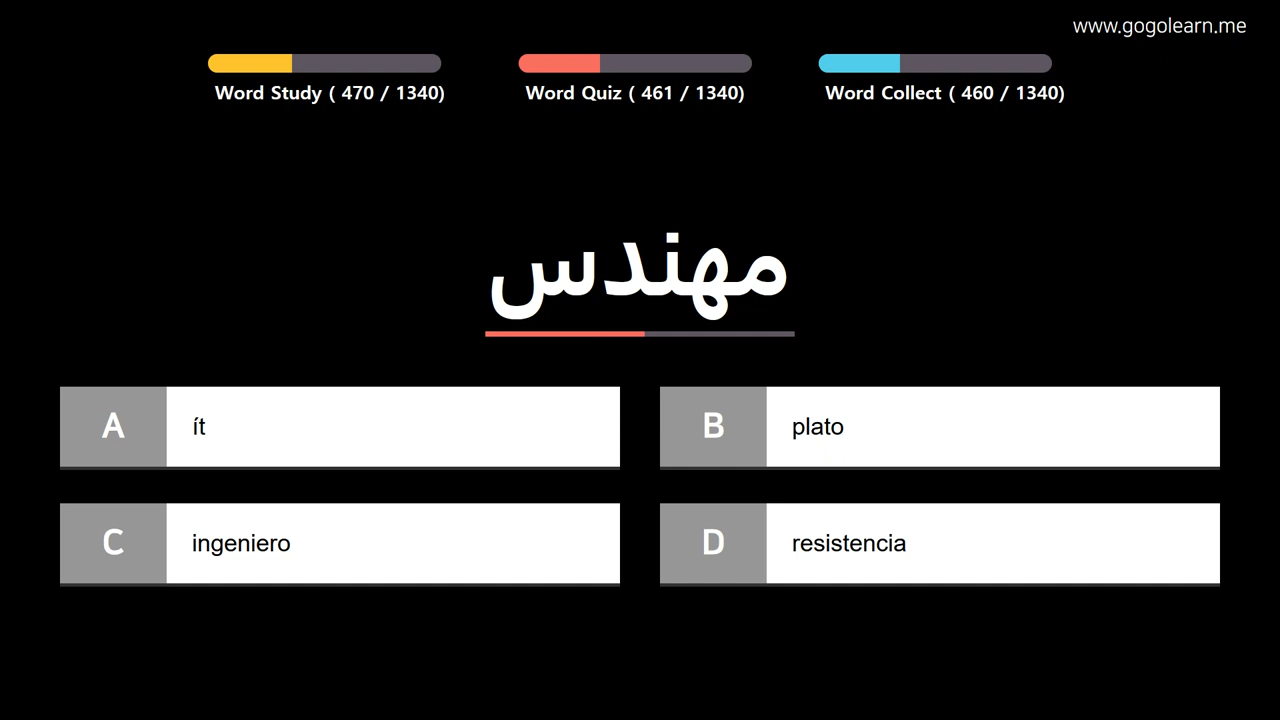 www.gogolearn.me
Word Study ( 470 / 1340)
Word Quiz ( 461 / 1340)
Word Collect ( 460 / 1340)
مهندس
A ít
B plato
C ingeniero
D resistencia